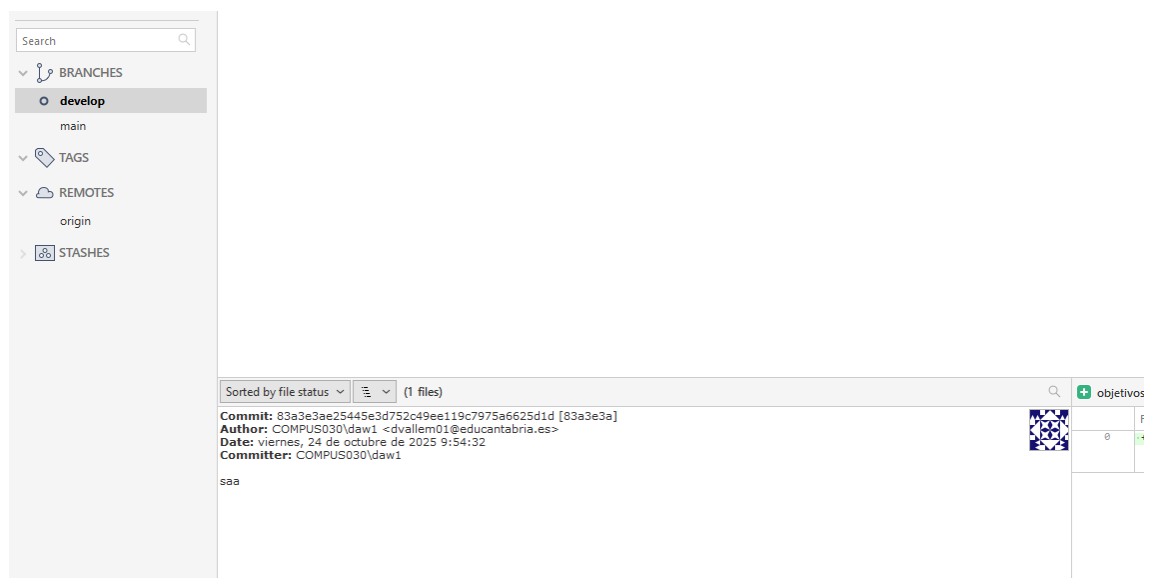 Search
BRANCHES
develop
main
TAGS
REMOTES
origin
STASHES
Sorted by file status
(1 files)
Commit: 83a3e3ae25445e3d752c49ee119c7975a6625d1d [83a3e3a]
Author: COMPUS030\daw1 <dvallem01@educantabria.es>
Date: viernes, 24 de octubre de 2025 9:54:32
Committer: COMPUS030\daw1
saa
objetivos
0 +